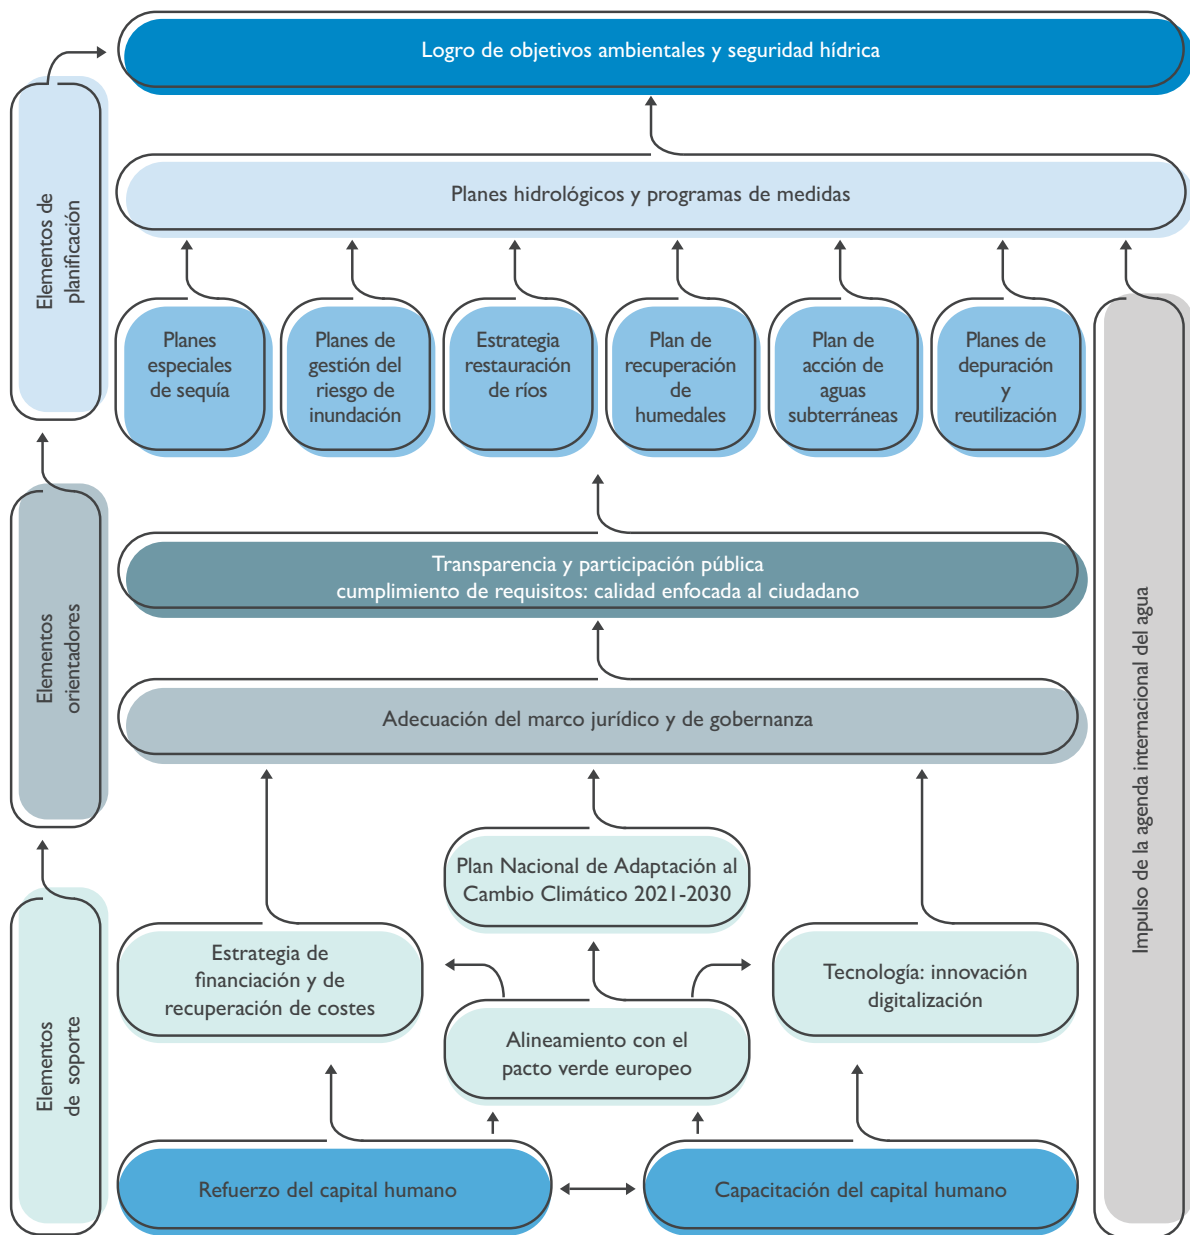 Logro de objetivos ambientales y seguridad hídrica
Elementos de
planificación
Planes hidrológicos y programas de medidas
Planes
especiales
de sequía
Planes de
gestión del
riesgo de
inundación
Estrategia
restauración
de ríos
Plan de
recuperación
de
humedales
Plan de
acción de
aguas
subterráneas
Planes de
depuración
y
reutilización
Elementos
orientadores
Transparencia y participación pública
cumplimiento de requisitos: calidad enfocada al ciudadano
Adecuación del marco jurídico y de gobernanza
Impulso de la agenda internacional del agua
Elementos
de soporte
Plan Nacional de Adaptación al
Cambio Climático 2021-2030
Estrategia de
financiación y de
recuperación de costes
Tecnología: innovación
digitalización
Alineamiento con el
pacto verde europeo
Refuerzo del capital humano
Capacitación del capital humano